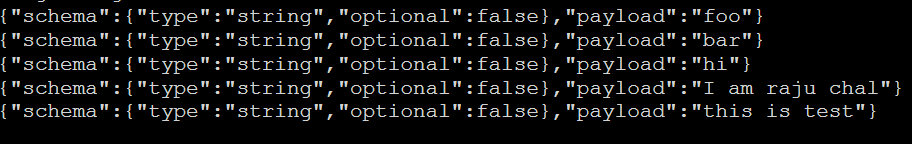 {"schema":{"type":"string","optional":false},"payload":"foo"}
{"schema":{"type":"string","optional":false},"payload":"bar"}
{"schema":{"type":"string","optional":false},"payload":"hi"}
{"schema":{"type":"string","optional":false},"payload":"I am raju chal"}
{"schema":{"type":"string","optional":false},"payload":"this is test"}